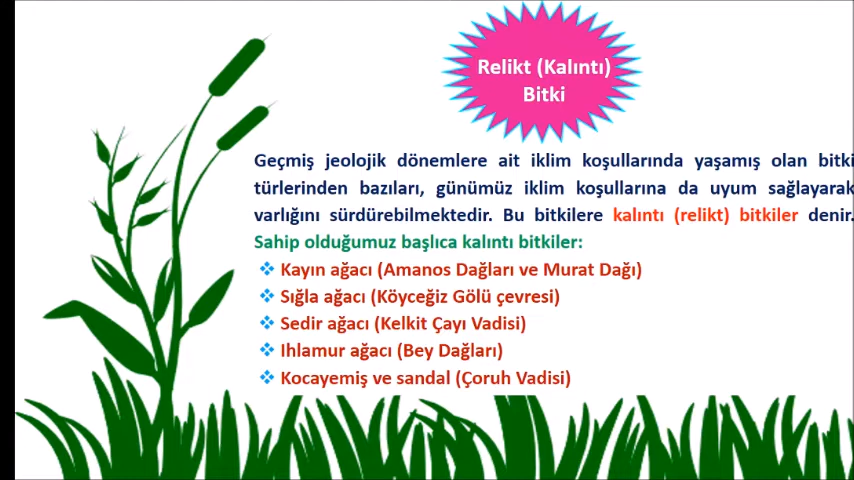 Relikt (Kalıntı)
Bitki
Geçmiş jeolojik dönemlere ait iklim koşullarında yaşamış olan bitki
türlerinden bazıları, günümüz iklim koşullarına da uyum sağlayarak
varlığını sürdürebilmektedir. Bu bitkilere kalıntı (relikt) bitkiler denir.
Sahip olduğumuz başlıca kalıntı bitkiler:
❖ Kayın ağacı (Amanos Dağları ve Murat Dağı)
❖ Sığla ağacı (Köyceğiz Gölü çevresi)
❖ Sedir ağacı (Kelkit Çayı Vadisi)
❖ Ihlamur ağacı (Bey Dağları)
❖ Kocayemiş ve sandal (Çoruh Vadisi)